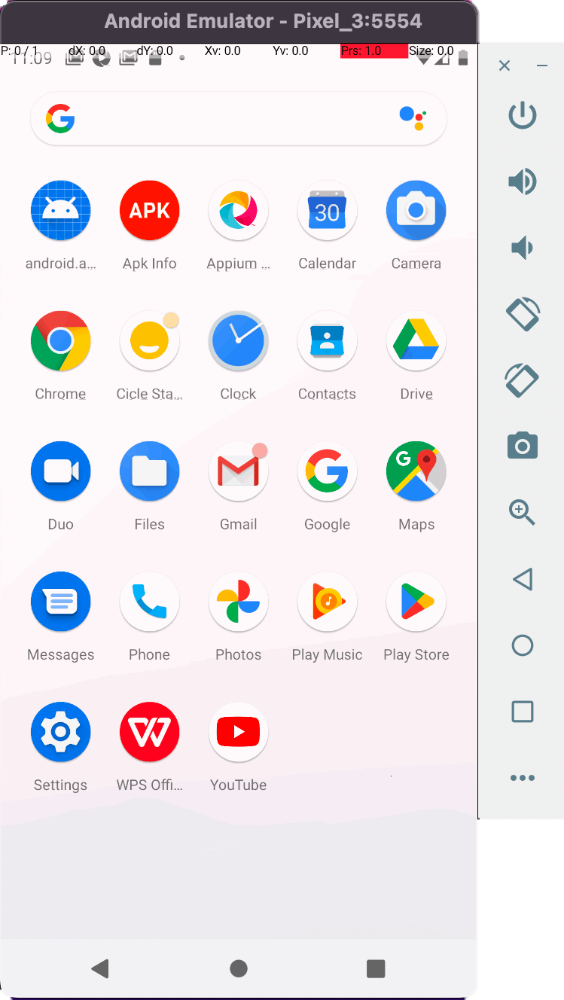 Android Emulator - Pixel_3:5554
P: 0 / 1 dX: 0.0 dY: 0.0 Xv: 0.0 Yv: 0.0 Prs: 1.0 Size: 0.0
11:09
APK
30
android.a... Apk Info Appium ... Calendar Camera
Chrome Cicle Sta... Clock Contacts Drive
G
Duo Files Gmail Google Maps
Messages Phone Photos Play Music Play Store
Settings WPS Offi... YouTube